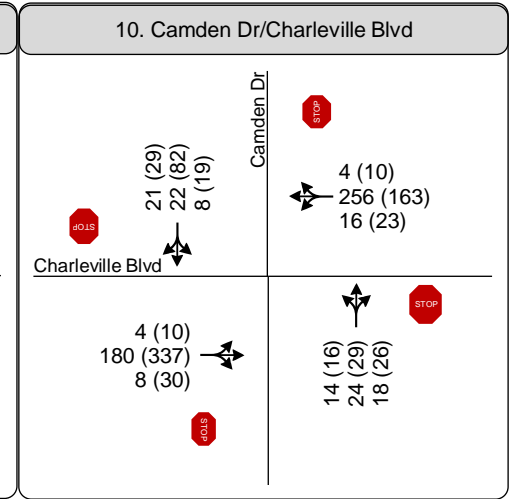 10. Camden Dr/Charleville Blvd
Camden Dr
STOP
21 (29)
22 (82)
8 (19)
4 (10)
256 (163)
16 (23)
STOP
Charleville Blvd
4 (10)
180 (337)
8 (30)
STOP
14 (16)
24 (29)
18 (26)
STOP